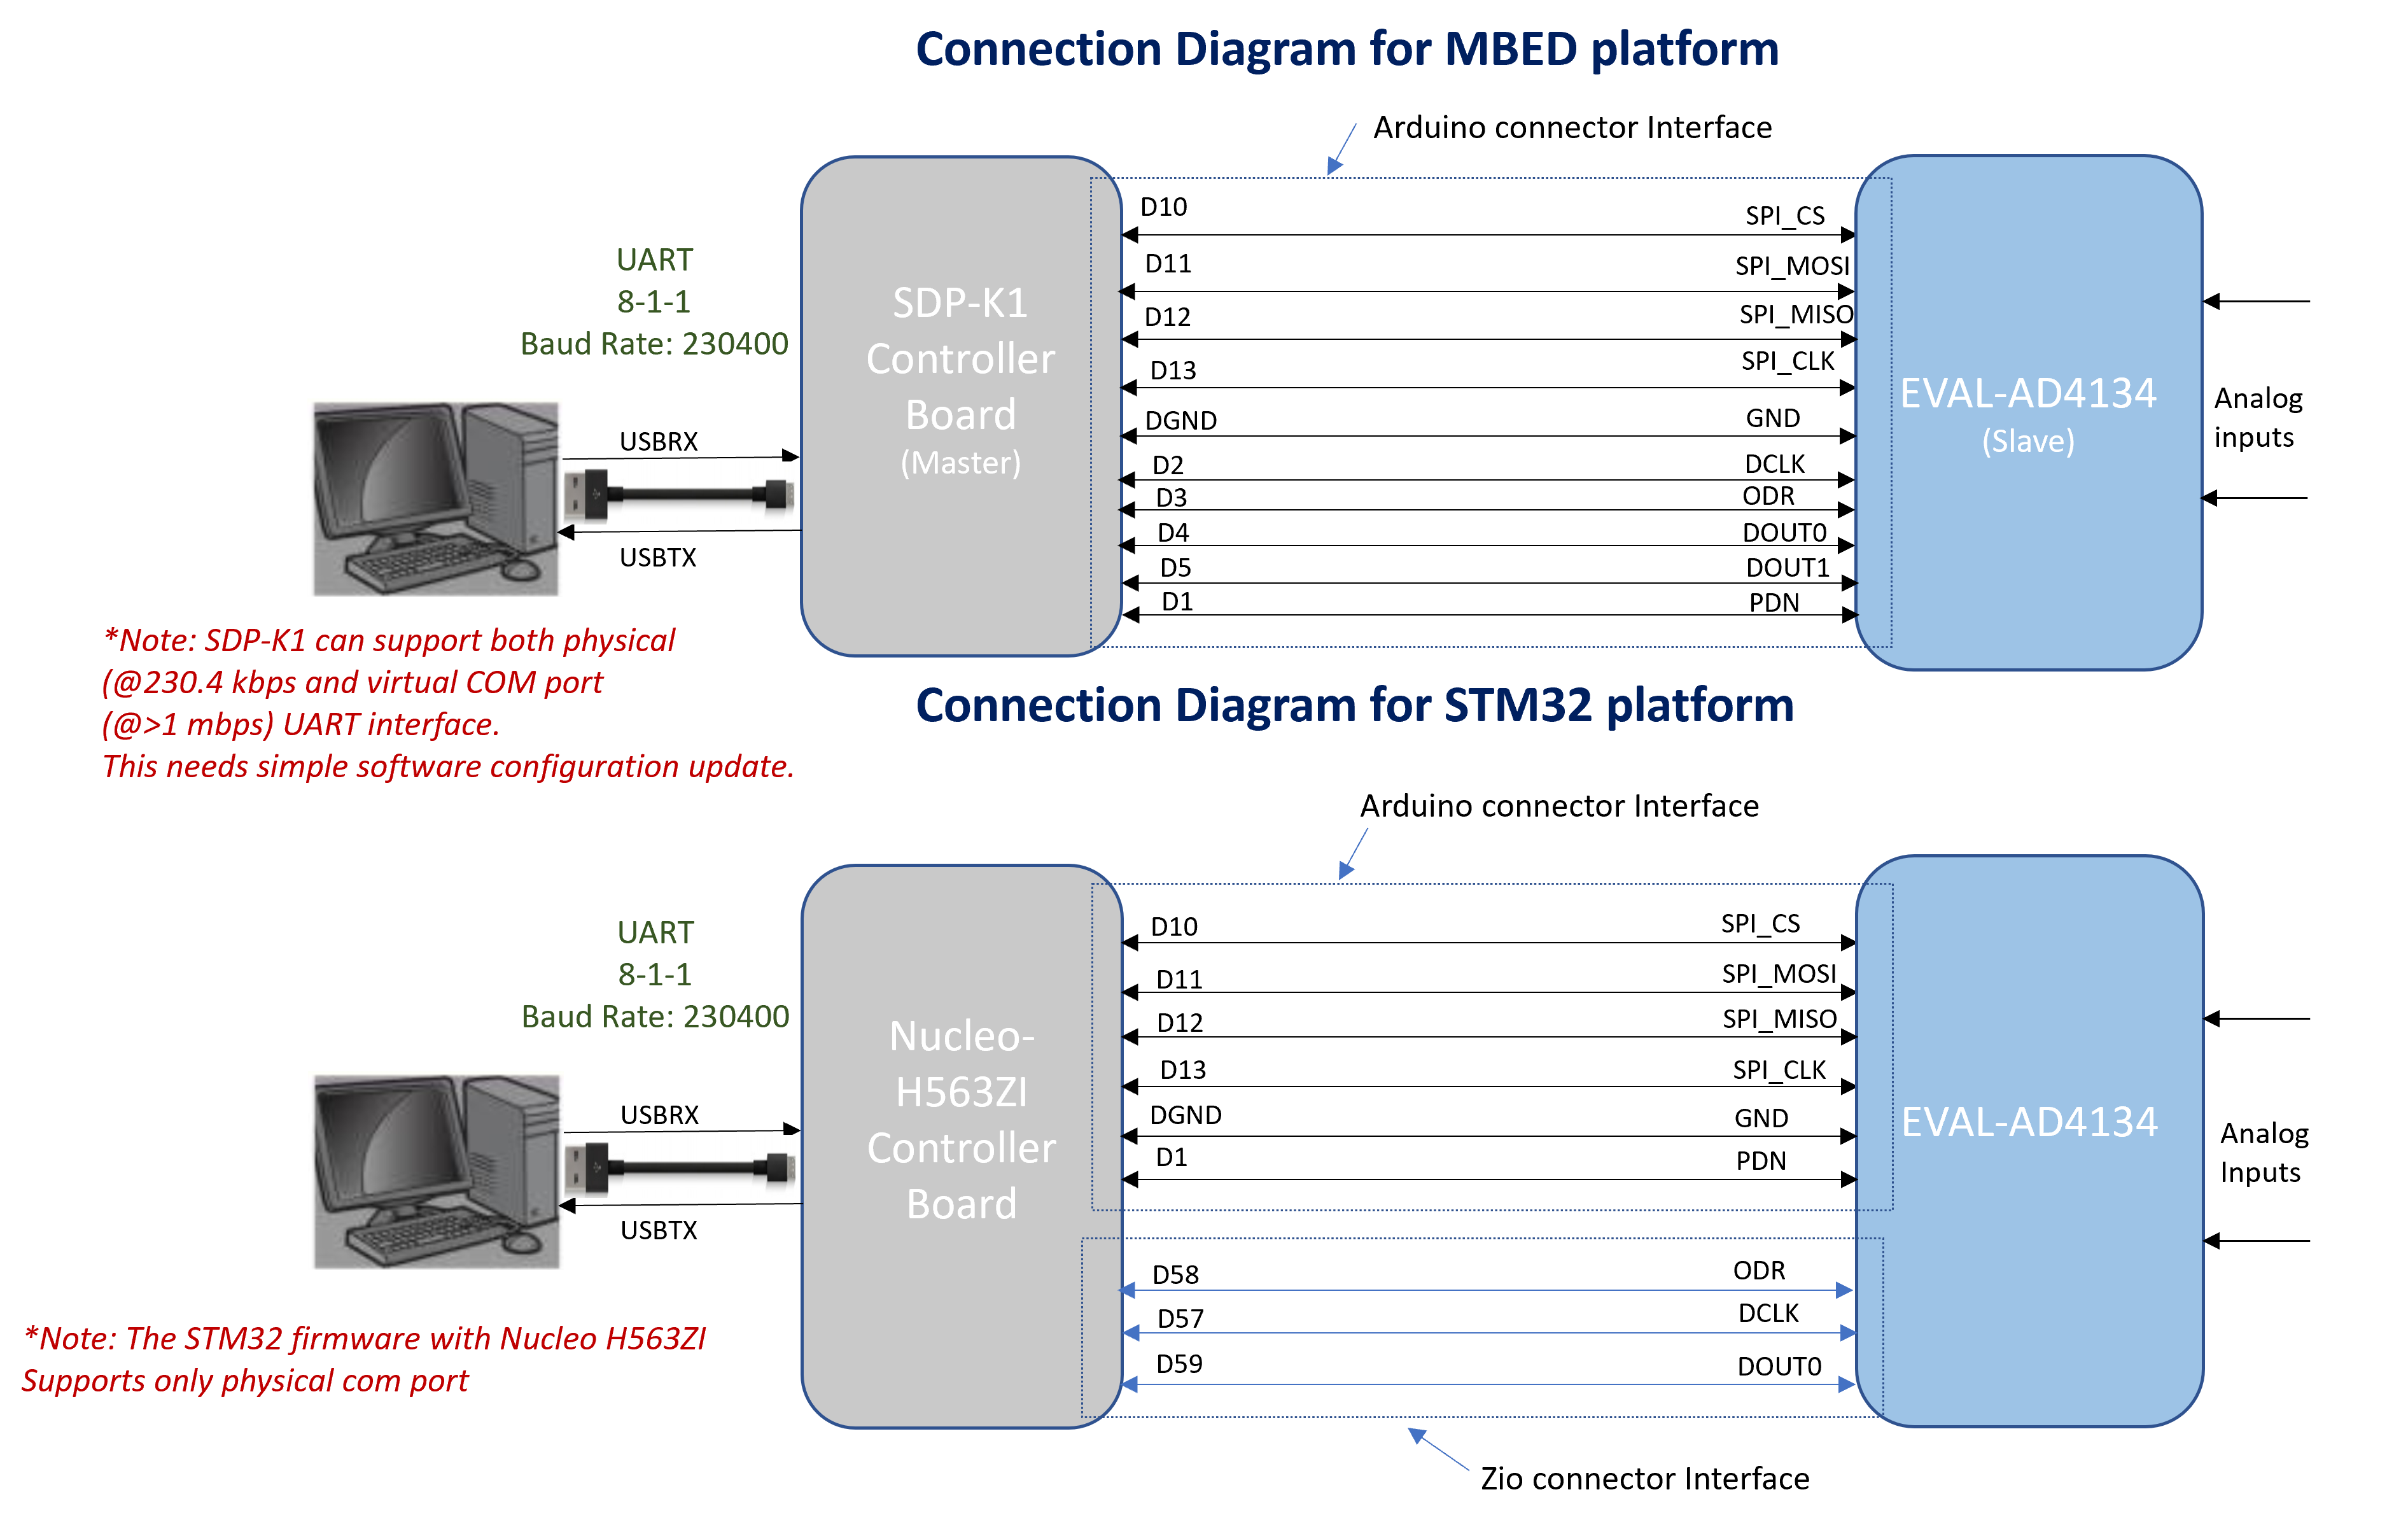 Connection Diagram for MBED platform
Arduino connector Interface
UART
8-1-1
Baud Rate: 230400
USBRX
USBTX
SDP-K1
Controller
Board
(Master)
D10
SPI_CS
D11
SPI_MOSI
D12
SPI_MISO
D13
SPI_CLK
DGND
GND
D2
DCLK
D3
ODR
D4
DOUT0
D5
DOUT1
D1
PDN
EVAL-AD4134
(Slave)
Analog
inputs
*Note: SDP-K1 can support both physical
(@230.4 kbps and virtual COM port
(@>1 mbps) UART interface.
This needs simple software configuration update.
Connection Diagram for STM32 platform
Arduino connector Interface
UART
8-1-1
Baud Rate: 230400
USBRX
USBTX
Nucleo-
H563ZI
Controller
Board
D10
SPI_CS
D11
SPI_MOSI
D12
SPI_MISO
D13
SPI_CLK
DGND
GND
D1
PDN
D58
ODR
D57
DCLK
D59
DOUT0
EVAL-AD4134
Analog
Inputs
*Note: The STM32 firmware with Nucleo H563ZI
Supports only physical com port
Zio connector Interface